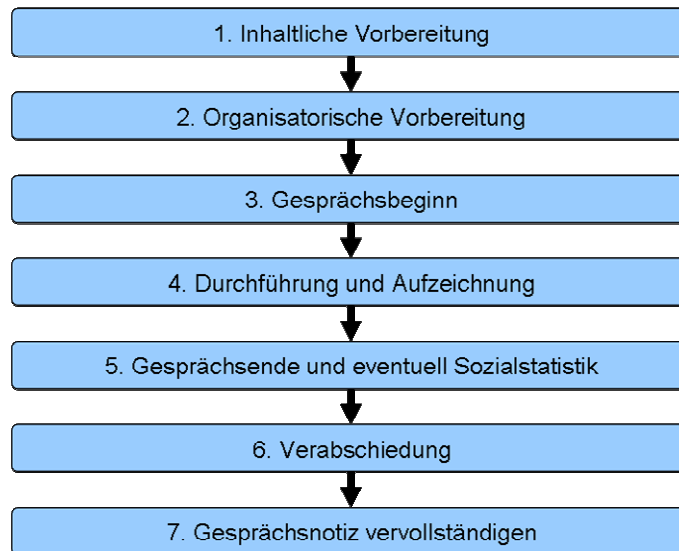 1. Inhaltliche Vorbereitung
2. Organisatorische Vorbereitung
3. Gesprächsbeginn
4. Durchführung und Aufzeichnung
5. Gesprächsende und eventuell Sozialstatistik
6. Verabschiedung
7. Gesprächsnotiz vervollständigen